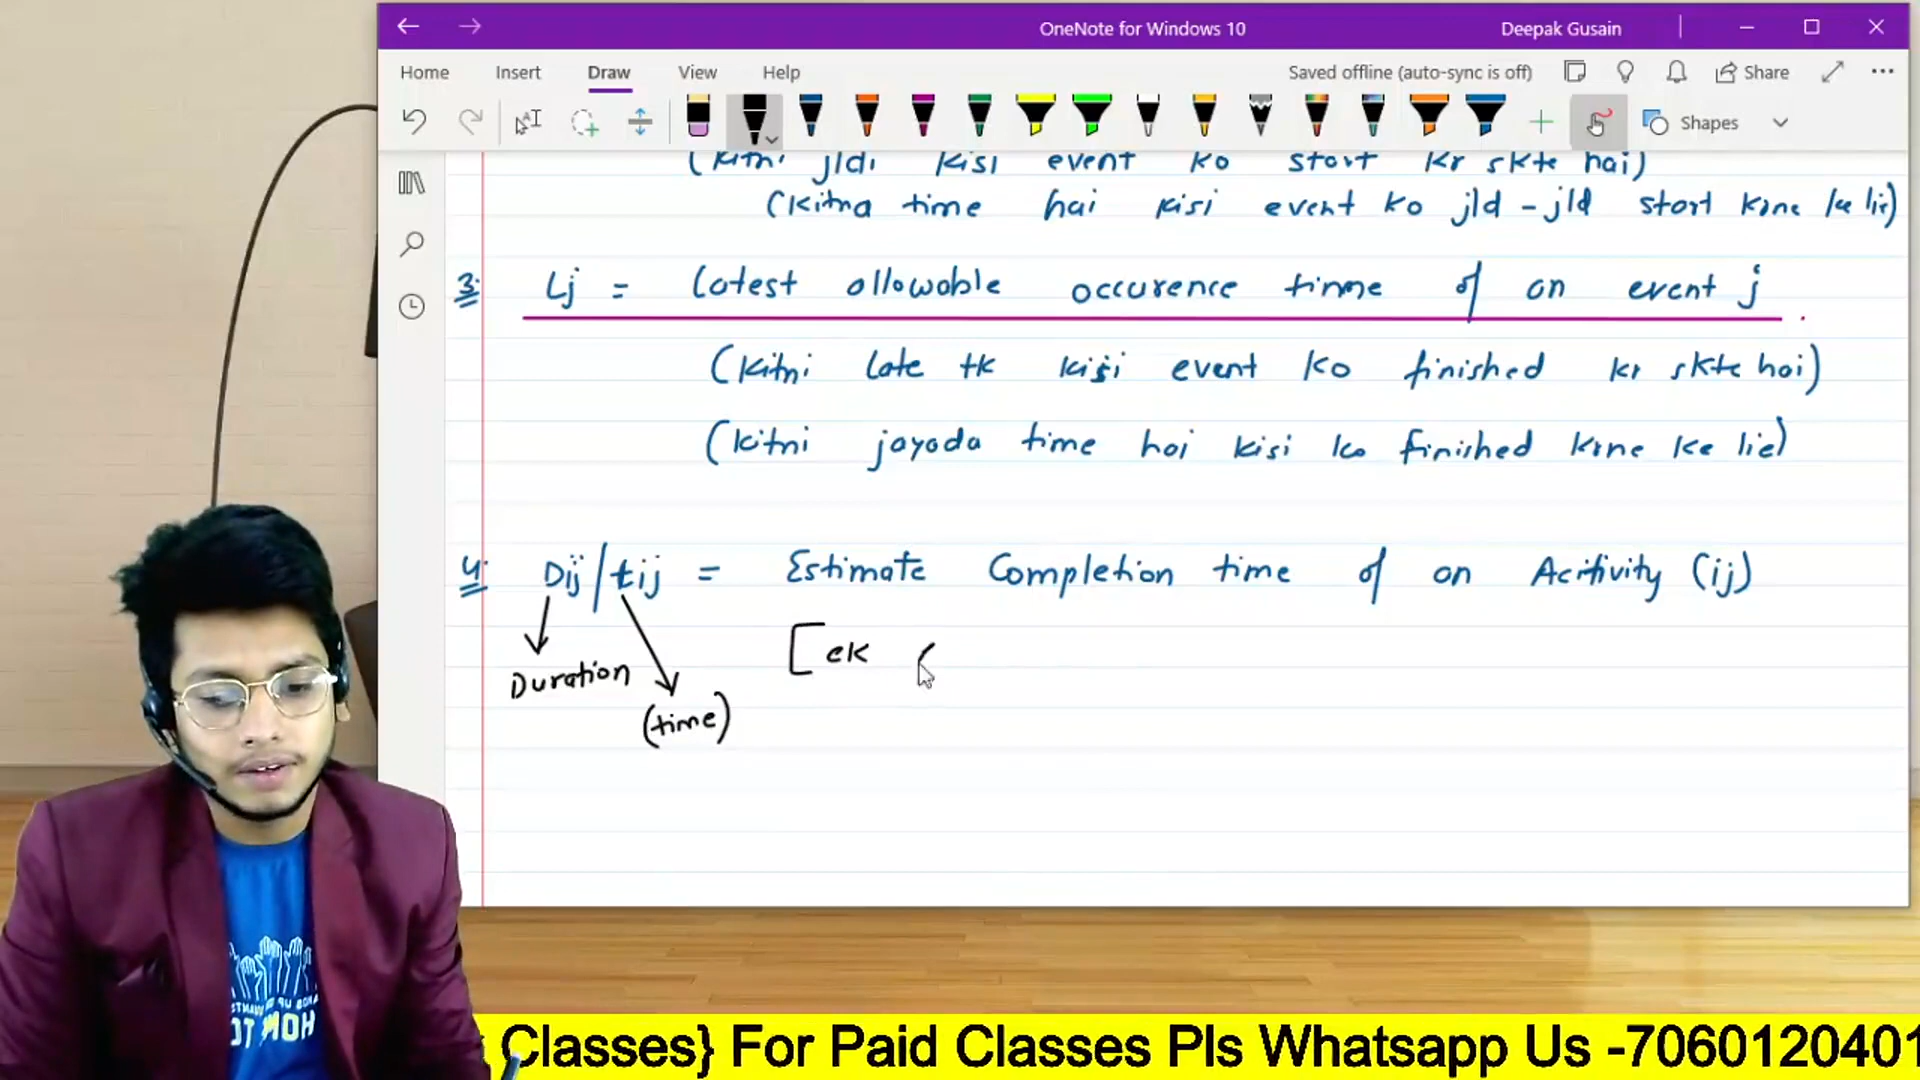 OneNote for Windows 10
Deepak Gusain
Home Insert Draw View Help
Saved offline (auto-sync is off) Share
Shapes
(kitni jldi kisi event ko start kr skte hai)
(kitna time hai kisi event ko jld - jld start krne ke lie)
3. Lj = Latest allowable occurence time of an event j
(kitni late tk kisi event ko finished kr skte hai)
(kitni jayada time hai kisi ko finished krne ke lie)
4. Dij/tij = Estimate Completion time of an Acitivity (ij)
[ek
Duration
(time)
Classes} For Paid Classes Pls Whatsapp Us -7060120401